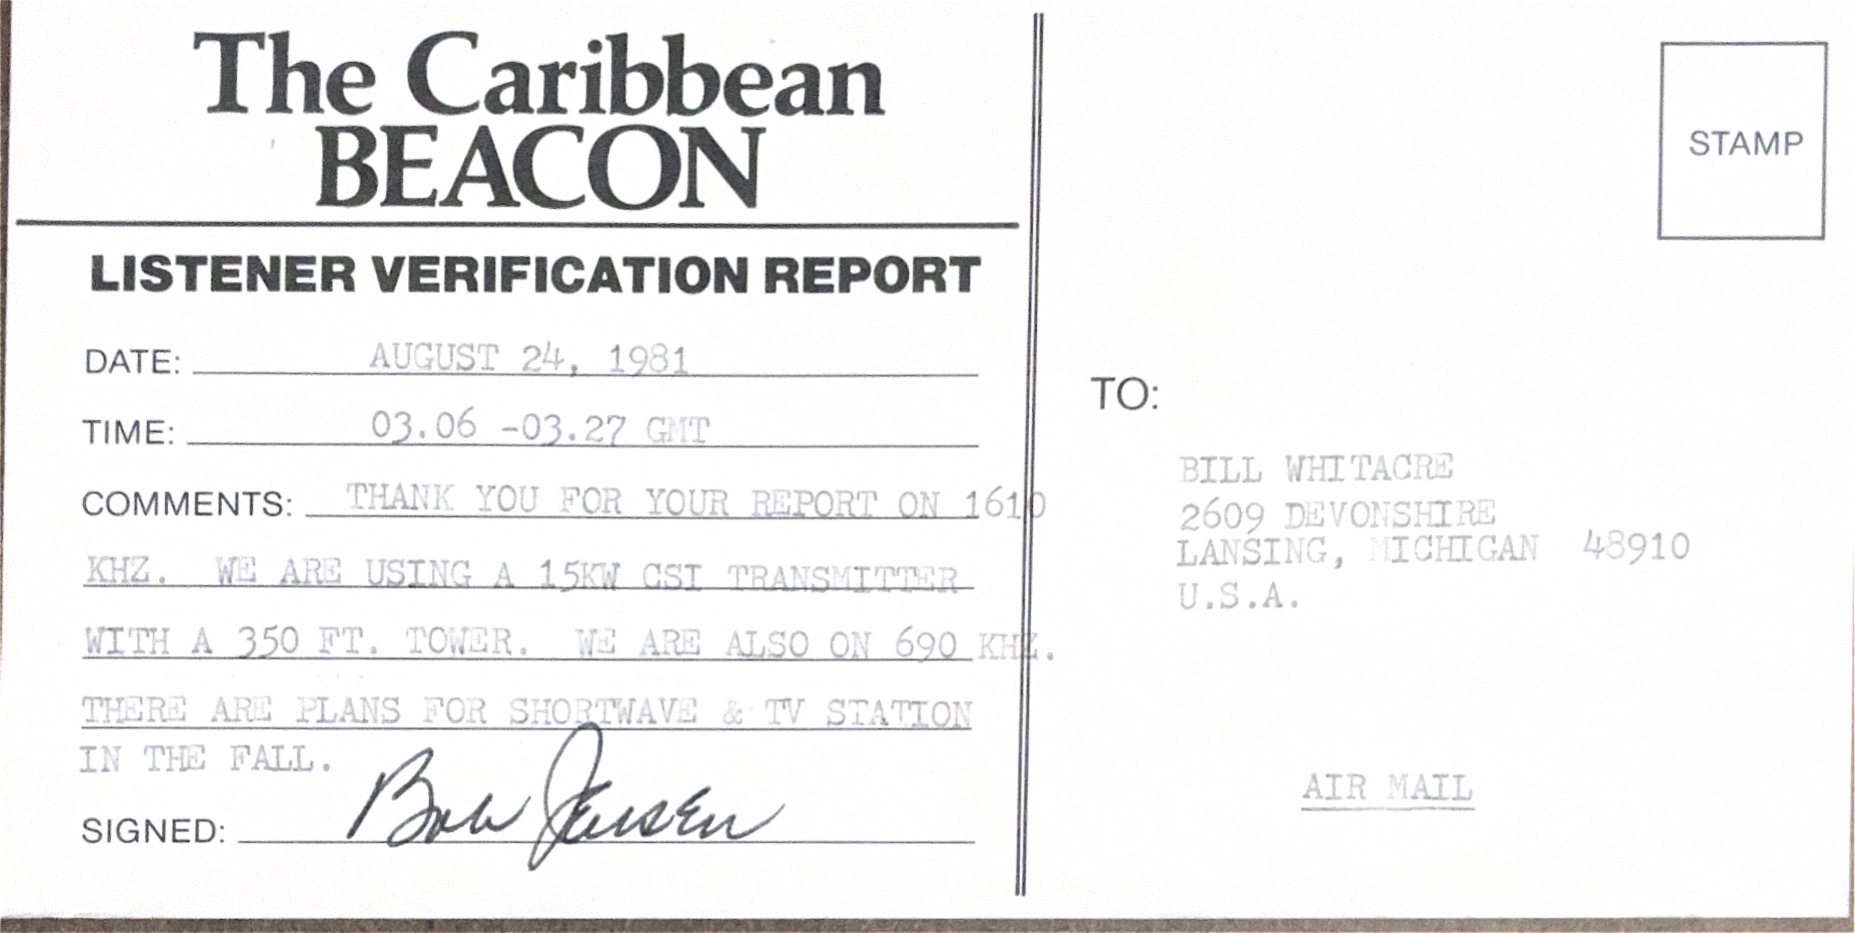 The Caribbean
BEACON
LISTENER VERIFICATION REPORT
DATE: AUGUST 24, 1981
TIME: 03.06 -03.27 GMT
COMMENTS: THANK YOU FOR YOUR REPORT ON 1610
KHZ. WE ARE USING A 15KW CSI TRANSMITTER
WITH A 350 FT. TOWER. WE ARE ALSO ON 690 KHZ.
THERE ARE PLANS FOR SHORTWAVE & TV STATION
IN THE FALL.
SIGNED: Bob Jensen
STAMP
TO:
BILL WHITACRE
2609 DEVONSHIRE
LANSING, MICHIGAN 48910
U.S.A.
AIR MAIL